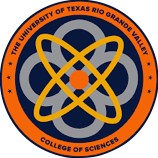 THE UNIVERSITY OF TEXAS RIO GRANDE VALLEY
COLLEGE OF SCIENCES